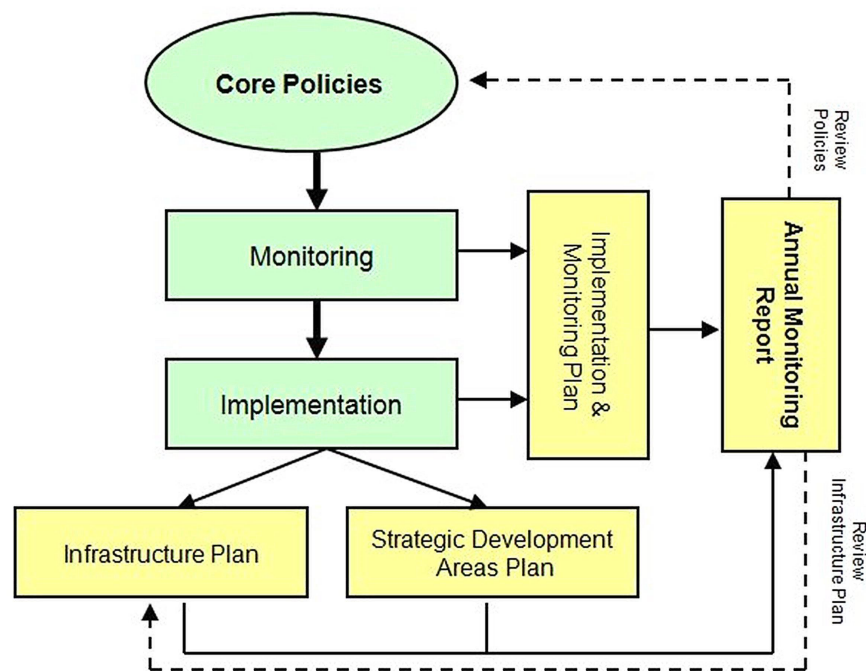 Core Policies
Review
Policies
Monitoring
Implementation &
Monitoring Plan
Annual Monitoring
Report
Implementation
Infrastructure Plan
Strategic Development
Areas Plan
Review
Infrastructure Plan